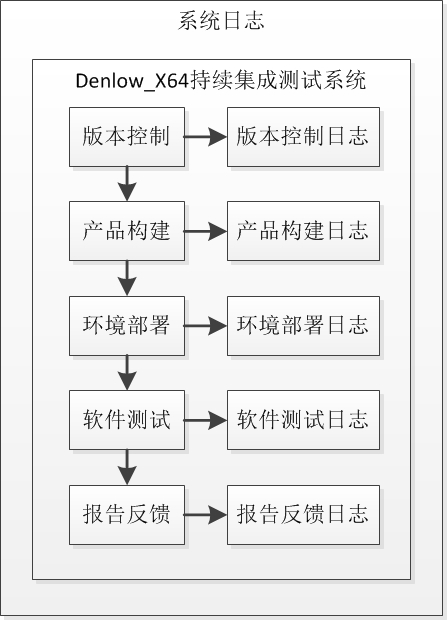 系统日志
Denlow_X64持续集成测试系统
版本控制
版本控制日志
产品构建
产品构建日志
环境部署
环境部署日志
软件测试
软件测试日志
报告反馈
报告反馈日志